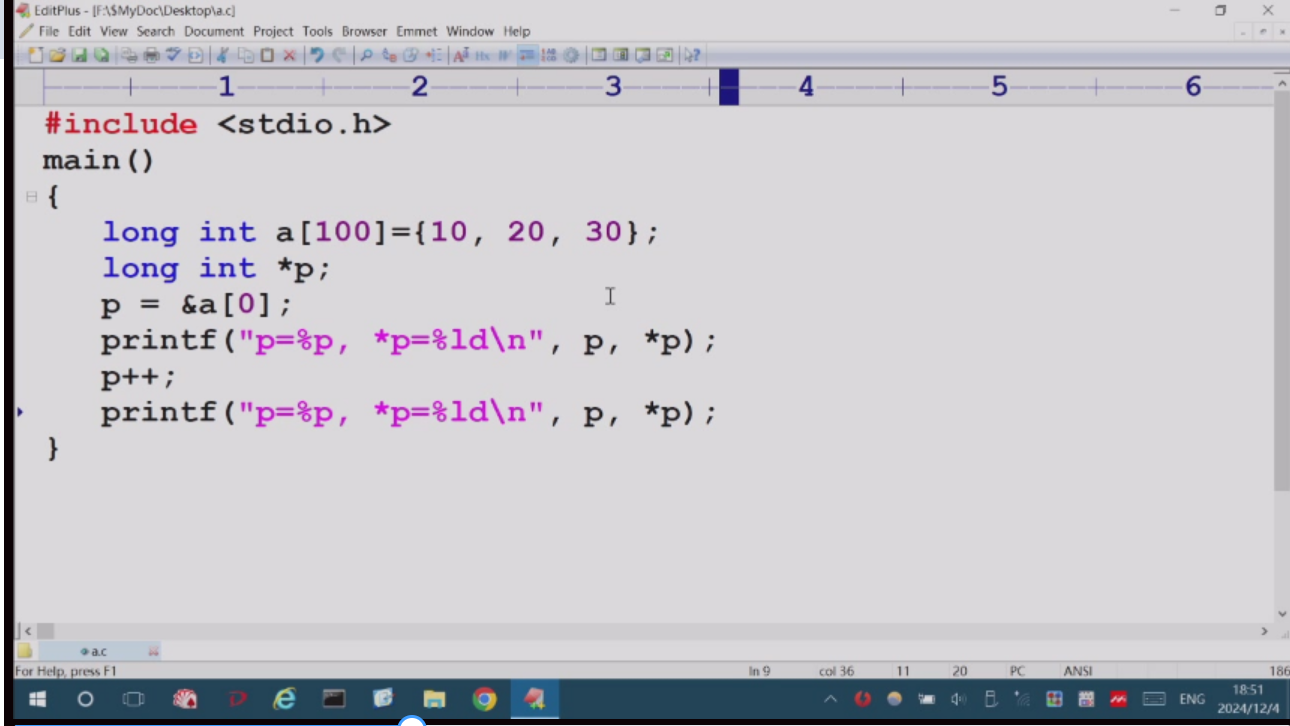 EditPlus - [F:\$MyDoc\Desktop\a.c]
File Edit View Search Document Project Tools Browser Emmet Window Help
1 2 3 4 5 6
#include <stdio.h>
main()
{
long int a[100]={10, 20, 30};
long int *p;
p = &a[0];
printf("p=%p, *p=%ld\n", p, *p);
p++;
printf("p=%p, *p=%ld\n", p, *p);
}
a.c
For Help, press F1 ln 9 col 36 11 20 PC ANSI 186
ENG 18:51
2024/12/4